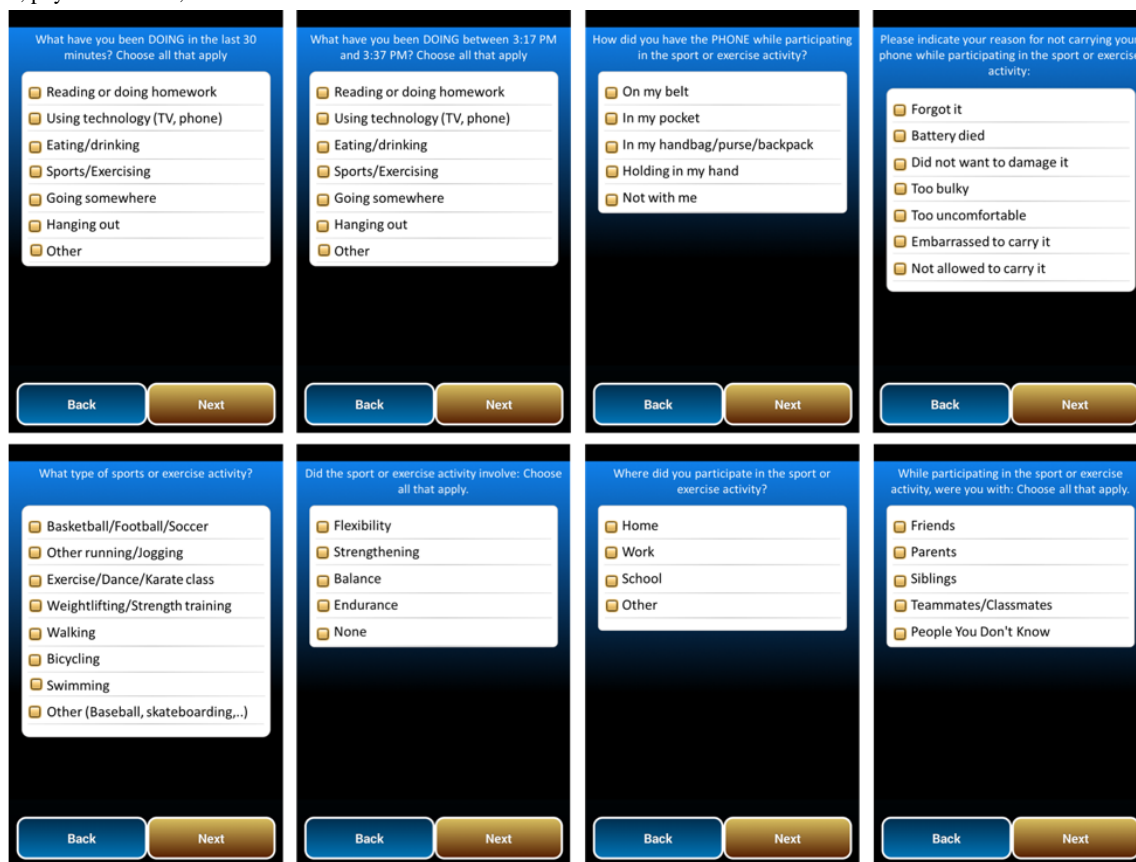 What have you been DOING in the last 30
minutes? Choose all that apply
Reading or doing homework
Using technology (TV, phone)
Eating/drinking
Sports/Exercising
Going somewhere
Hanging out
Other
Back
Next
What have you been DOING between 3:17 PM
and 3:37 PM? Choose all that apply
Reading or doing homework
Using technology (TV, phone)
Eating/drinking
Sports/Exercising
Going somewhere
Hanging out
Other
Back
Next
How did you have the PHONE while participating
in the sport or exercise activity?
On my belt
In my pocket
In my handbag/purse/backpack
Holding in my hand
Not with me
Back
Next
Please indicate your reason for not carrying your
phone while participating in the sport or exercise
activity:
Forgot it
Battery died
Did not want to damage it
Too bulky
Too uncomfortable
Embarrassed to carry it
Not allowed to carry it
Back
Next
What type of sports or exercise activity?
Basketball/Football/Soccer
Other running/Jogging
Exercise/Dance/Karate class
Weightlifting/Strength training
Walking
Bicycling
Swimming
Other (Baseball, skateboarding,..)
Back
Next
Did the sport or exercise activity involve: Choose
all that apply.
Flexibility
Strengthening
Balance
Endurance
None
Back
Next
Where did you participate in the sport or
exercise activity?
Home
Work
School
Other
Back
Next
While participating in the sport or exercise
activity, were you with: Choose all that apply.
Friends
Parents
Siblings
Teammates/Classmates
People You Don't Know
Back
Next